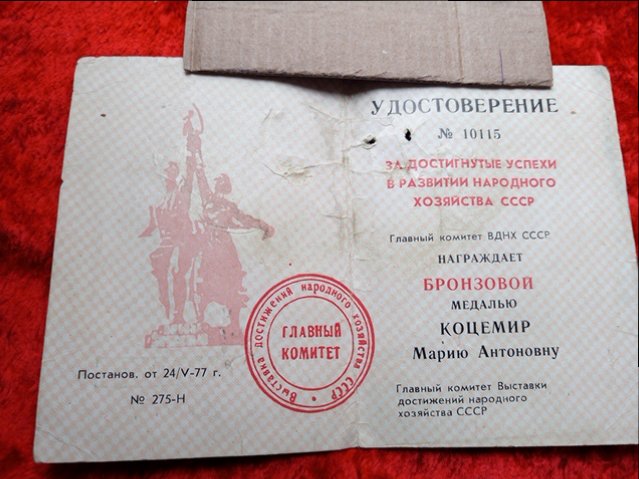 Постанов. от 24/V-77 г.
№ 275-Н
Выставка достижений народного хозяйства СССР
ГЛАВНЫЙ
КОМИТЕТ
УДОСТОВЕРЕНИЕ
№ 10115
ЗА ДОСТИГНУТЫЕ УСПЕХИ
В РАЗВИТИИ НАРОДНОГО
ХОЗЯЙСТВА СССР
Главный комитет ВДНХ СССР
НАГРАЖДАЕТ
БРОНЗОВОЙ
МЕДАЛЬЮ
КОЦЕМИР
Марию Антоновну
Главный комитет Выставки
достижений народного
хозяйства СССР